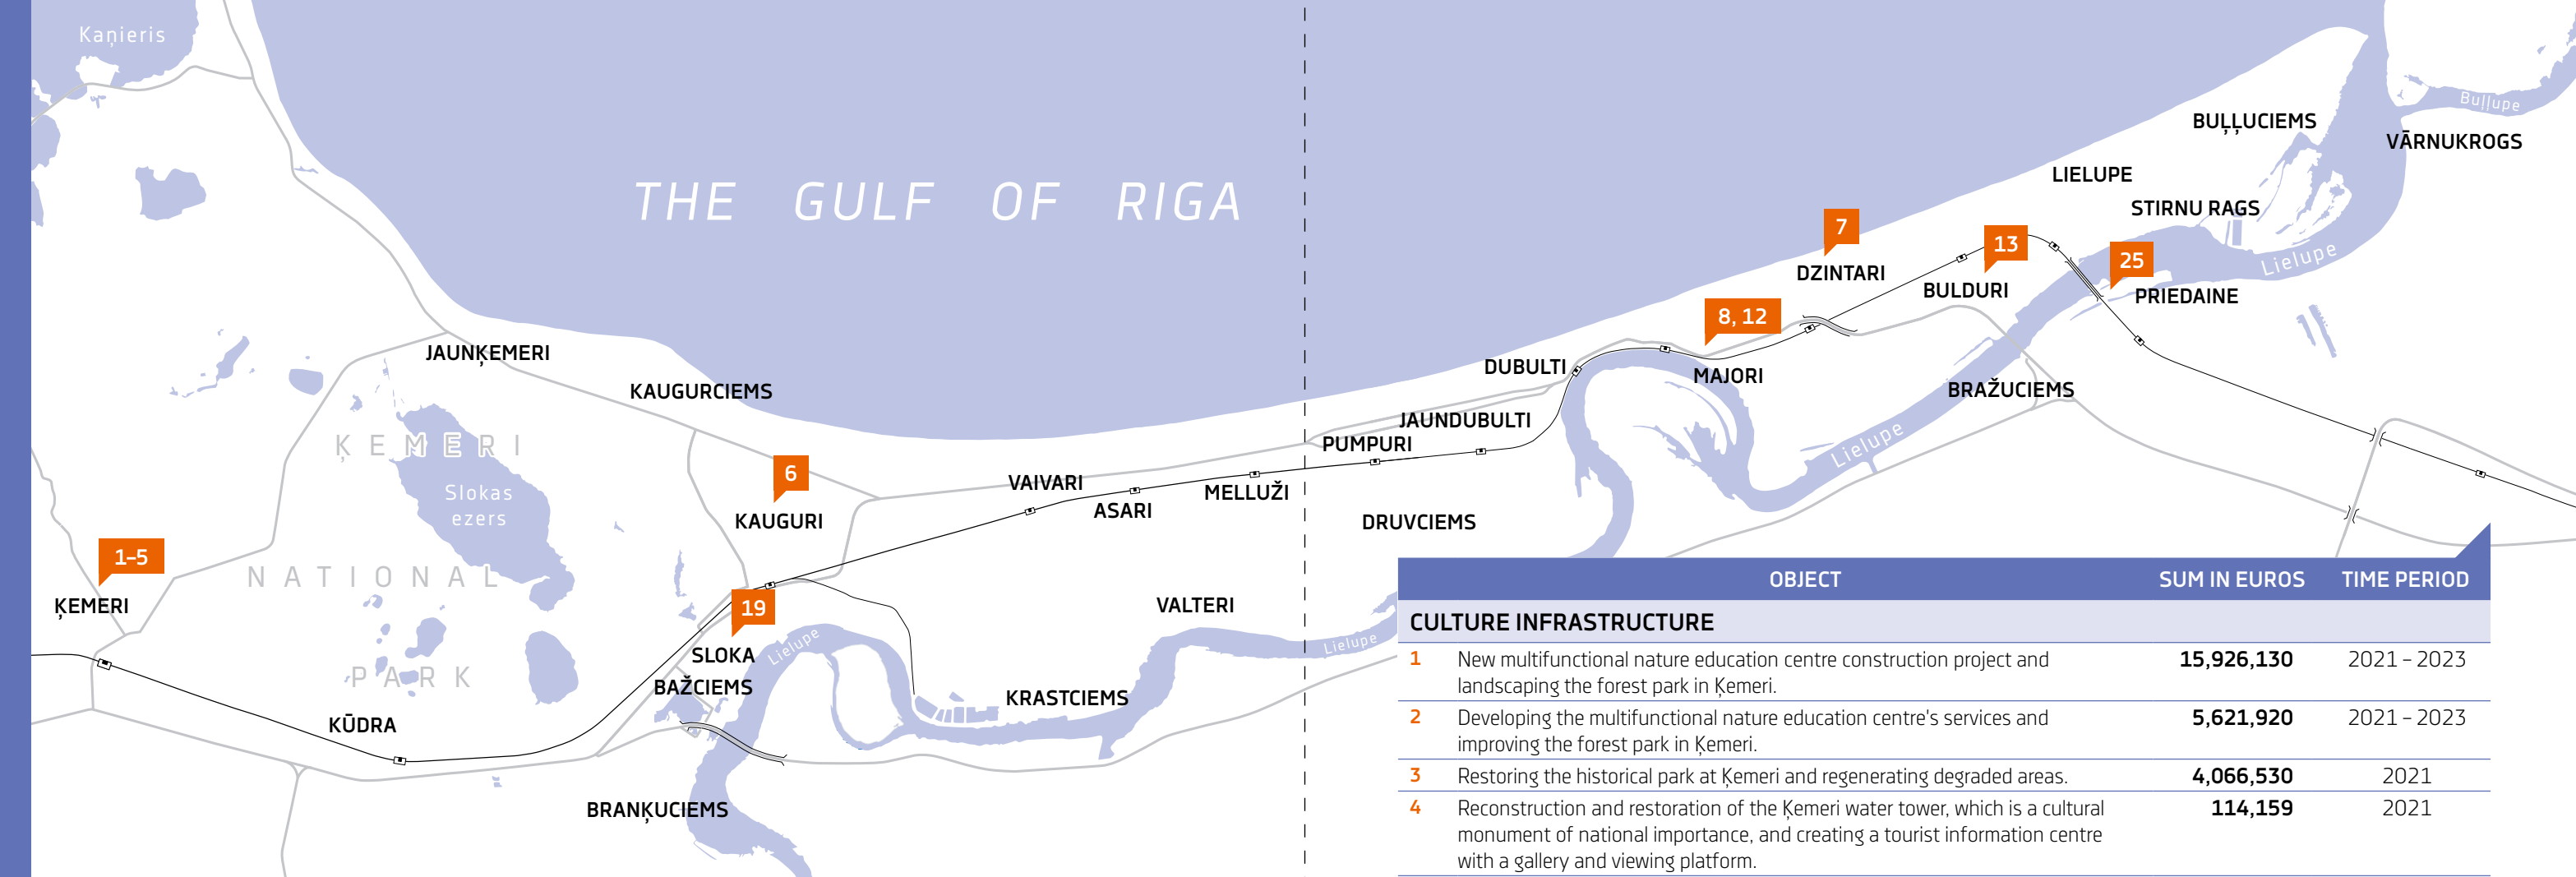 Kaņieris
Buļļupe
BUĻĻUCIEMS
VĀRNUKROGS
LIELUPE
THE GULF OF RIGA
STIRNU RAGS
7
13
25
Lielupe
DZINTARI
BULDURI
PRIEDAINE
8, 12
JAUNĶEMERI
DUBULTI
MAJORI
KAUGURCIEMS
BRAŽUCIEMS
JAUNDUBULTI
ĶEMERI
PUMPURI
Lielupe
6
VAIVARI
MELLUŽI
Slokas
ezers
ASARI
KAUGURI
DRUVCIEMS
1–5
NATIONAL
ĶEMERI
19
VALTERI
Lielupe
Lielupe
SLOKA
PARK
BAŽCIEMS
KRASTCIEMS
KŪDRA
BRANĶUCIEMS
OBJECT SUM IN EUROS TIME PERIOD
CULTURE INFRASTRUCTURE
1 New multifunctional nature education centre construction project and 15,926,130 2021 – 2023
landscaping the forest park in Ķemeri.
2 Developing the multifunctional nature education centre's services and 5,621,920 2021 – 2023
improving the forest park in Ķemeri.
3 Restoring the historical park at Ķemeri and regenerating degraded areas. 4,066,530 2021
4 Reconstruction and restoration of the Ķemeri water tower, which is a cultural 114,159 2021
monument of national importance, and creating a tourist information centre
with a gallery and viewing platform.